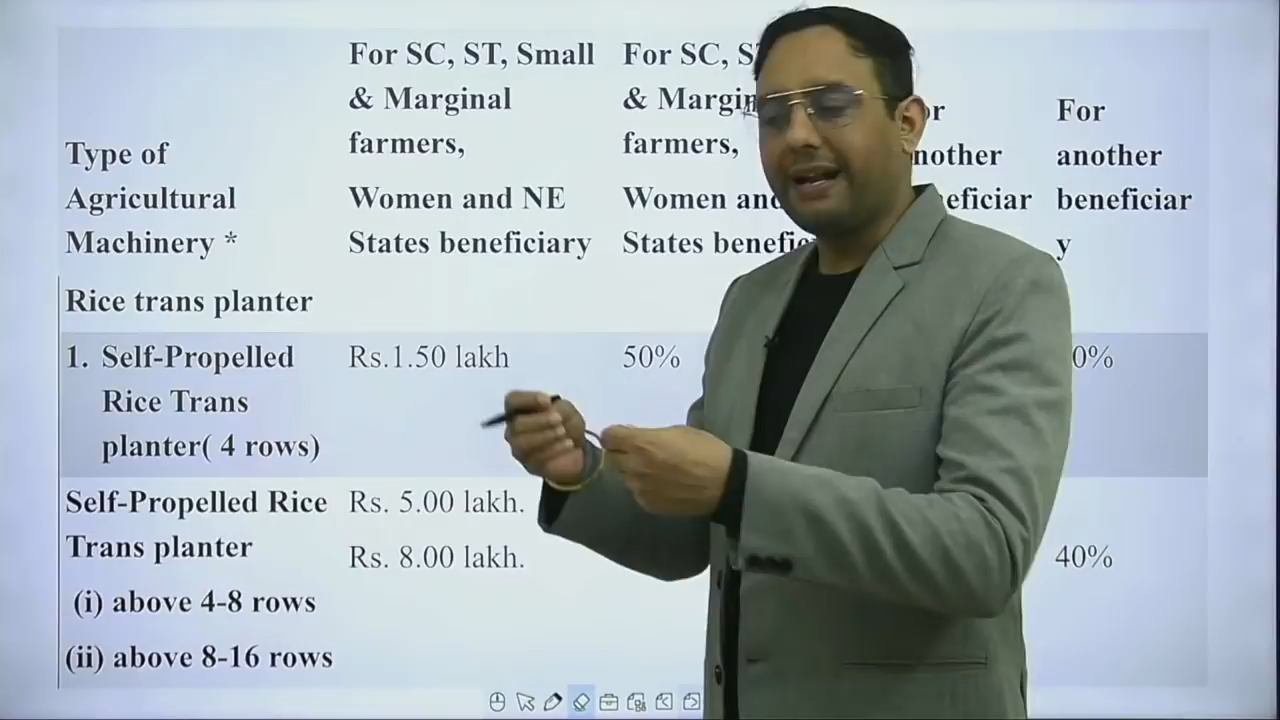 Type of
Agricultural
Machinery *
For SC, ST, Small
& Marginal
farmers,
Women and NE
States beneficiary
For SC,
&
farmers,
Women
States
For
another
beneficiar
y
Rice trans planter
1. Self-Propelled
Rice Trans
planter( 4 rows)
Rs.1.50 lakh
50%
Self-Propelled Rice
Trans planter
(i) above 4-8 rows
(ii) above 8-16 rows
Rs. 5.00 lakh.
Rs. 8.00 lakh.
40%